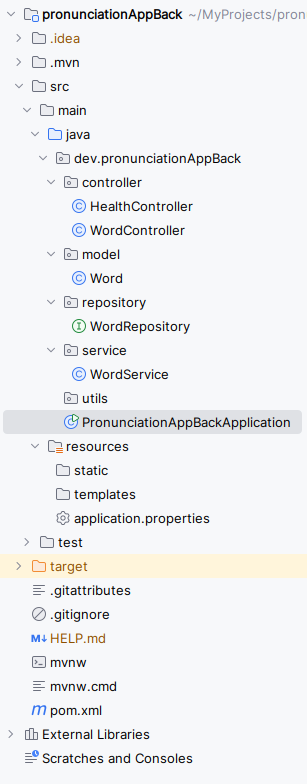 pronunciationAppBack ~/MyProjects/pron
.idea
.mvn
src
main
java
dev.pronunciationAppBack
controller
HealthController
WordController
model
Word
repository
WordRepository
service
WordService
utils
PronunciationAppBackApplication
resources
static
templates
application.properties
test
target
.gitattributes
.gitignore
HELP.md
mvnw
mvnw.cmd
pom.xml
External Libraries
Scratches and Consoles